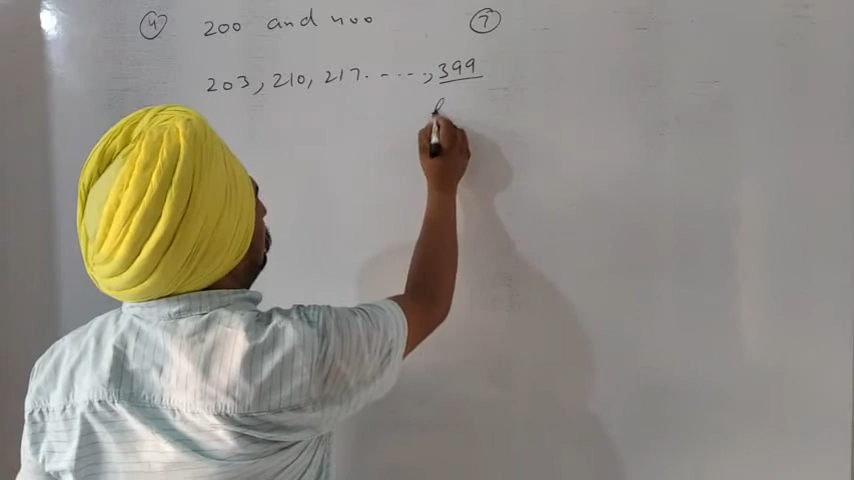 ④ 200 and 400 ⑦
203, 210, 217.----, 399
l